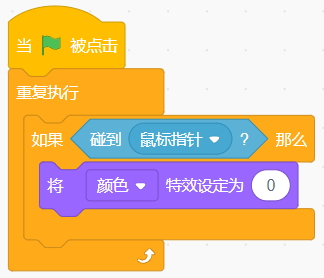 当 被点击
重复执行
如果 碰到 鼠标指针 ? 那么
将 颜色 特效设定为 0